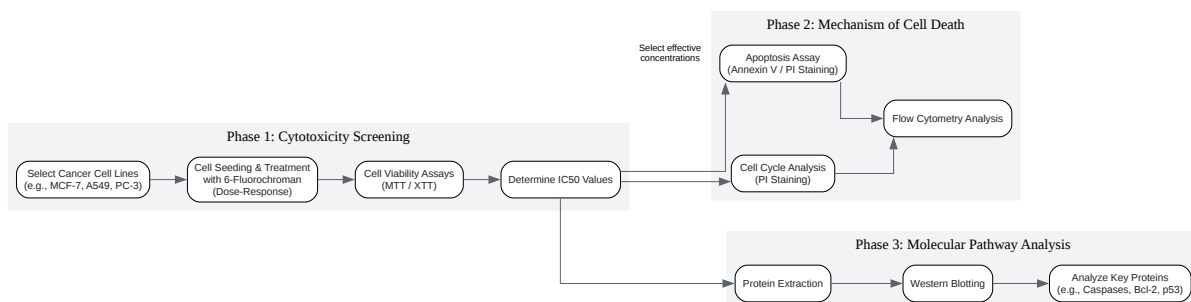 Phase 1: Cytotoxicity Screening
Select Cancer Cell Lines
(e.g., MCF-7, A549, PC-3)
Cell Seeding & Treatment
with 6-Fluorochroman
(Dose-Response)
Cell Viability Assays
(MTT / XTT)
Determine IC50 Values
Select effective
concentrations
Phase 2: Mechanism of Cell Death
Apoptosis Assay
(Annexin V / PI Staining)
Cell Cycle Analysis
(PI Staining)
Flow Cytometry Analysis
Phase 3: Molecular Pathway Analysis
Protein Extraction
Western Blotting
Analyze Key Proteins
(e.g., Caspases, Bcl-2, p53)